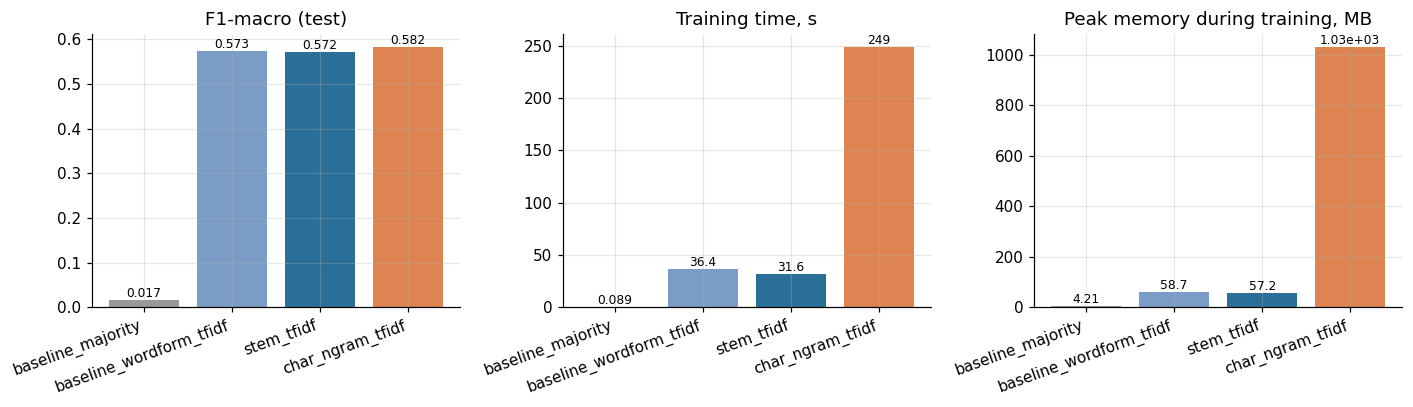 F1-macro (test)
0.6
0.5
0.4
0.3
0.2
0.1
0.0
0.017
0.573
0.572
0.582
baseline_majority
baseline_wordform_tfidf
stem_tfidf
char_ngram_tfidf
Training time, s
250
200
150
100
50
0
0.089
36.4
31.6
249
baseline_majority
baseline_wordform_tfidf
stem_tfidf
char_ngram_tfidf
Peak memory during training, MB
1000
800
600
400
200
0
4.21
58.7
57.2
1.03e+03
baseline_majority
baseline_wordform_tfidf
stem_tfidf
char_ngram_tfidf